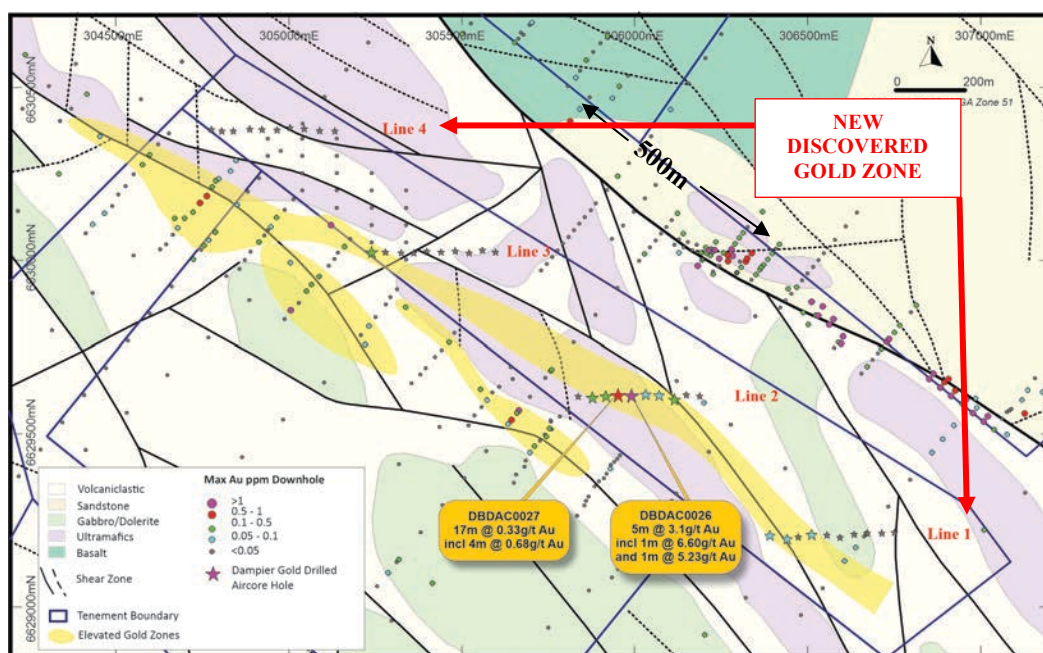 304500mE
305000mE
305500mE
306000mE
306500mE
307000mE
6630500mN
6630000mN
6629500mN
6629000mN
N
0 200m
GA Zone 51
NEW
DISCOVERED
GOLD ZONE
500m
Line 4
Line 3
Line 2
Line 1
DBDAC0027
17m @ 0.33g/t Au
incl 4m @ 0.68g/t Au
DBDAC0026
5m @ 3.1g/t Au
incl 1m @ 6.60g/t Au
and 1m @ 5.23g/t Au
Volcaniclastic
Sandstone
Gabbro/Dolerite
Ultramafics
Basalt
Shear Zone
Tenement Boundary
Elevated Gold Zones
Max Au ppm Downhole
>1
0.5 - 1
0.1 - 0.5
0.05 - 0.1
<0.05
Dampier Gold Drilled
Aircore Hole